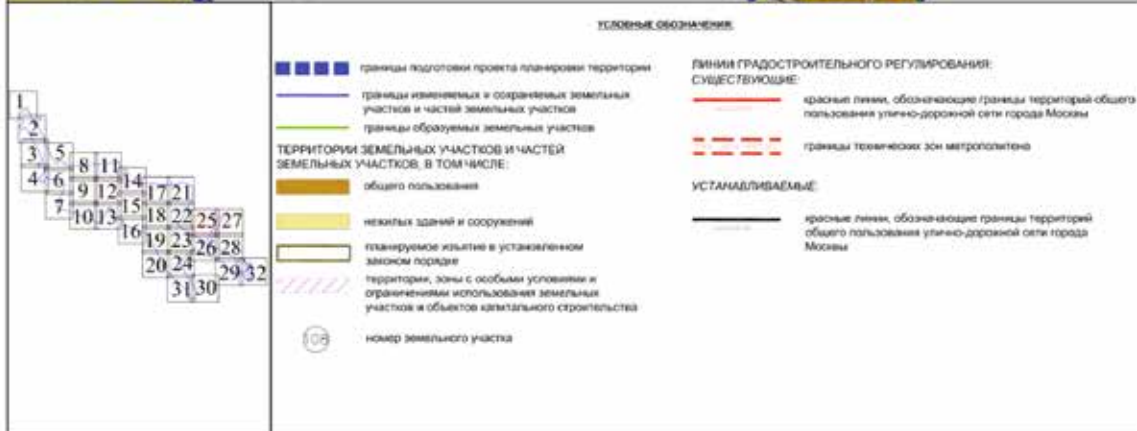 УСЛОВНЫЕ ОБОЗНАЧЕНИЯ:
1
2
3 5
8 11
4 6 14
9 12 17 21
7 15
10 13 18 22 25 27
16
19 23 26 28
20 24
29 32
31 30
границы подготовки проекта планировки территории
границы изменяемых и сохраняемых земельных
участков и частей земельных участков
границы образуемых земельных участков
ТЕРРИТОРИИ ЗЕМЕЛЬНЫХ УЧАСТКОВ И ЧАСТЕЙ
ЗЕМЕЛЬНЫХ УЧАСТКОВ, В ТОМ ЧИСЛЕ:
общего пользования
нежилых зданий и сооружений
планируемое изъятие в установленном
законом порядке
территории, зоны с особыми условиями и
ограничениями использования земельных
участков и объектов капитального строительства
108
номер земельного участка
ЛИНИИ ГРАДОСТРОИТЕЛЬНОГО РЕГУЛИРОВАНИЯ:
СУЩЕСТВУЮЩИЕ:
красные линии, обозначающие границы территорий общего
пользования улично-дорожной сети города Москвы
границы технических зон метрополитена
УСТАНАВЛИВАЕМЫЕ:
красные линии, обозначающие границы территорий
общего пользования улично-дорожной сети города
Москвы